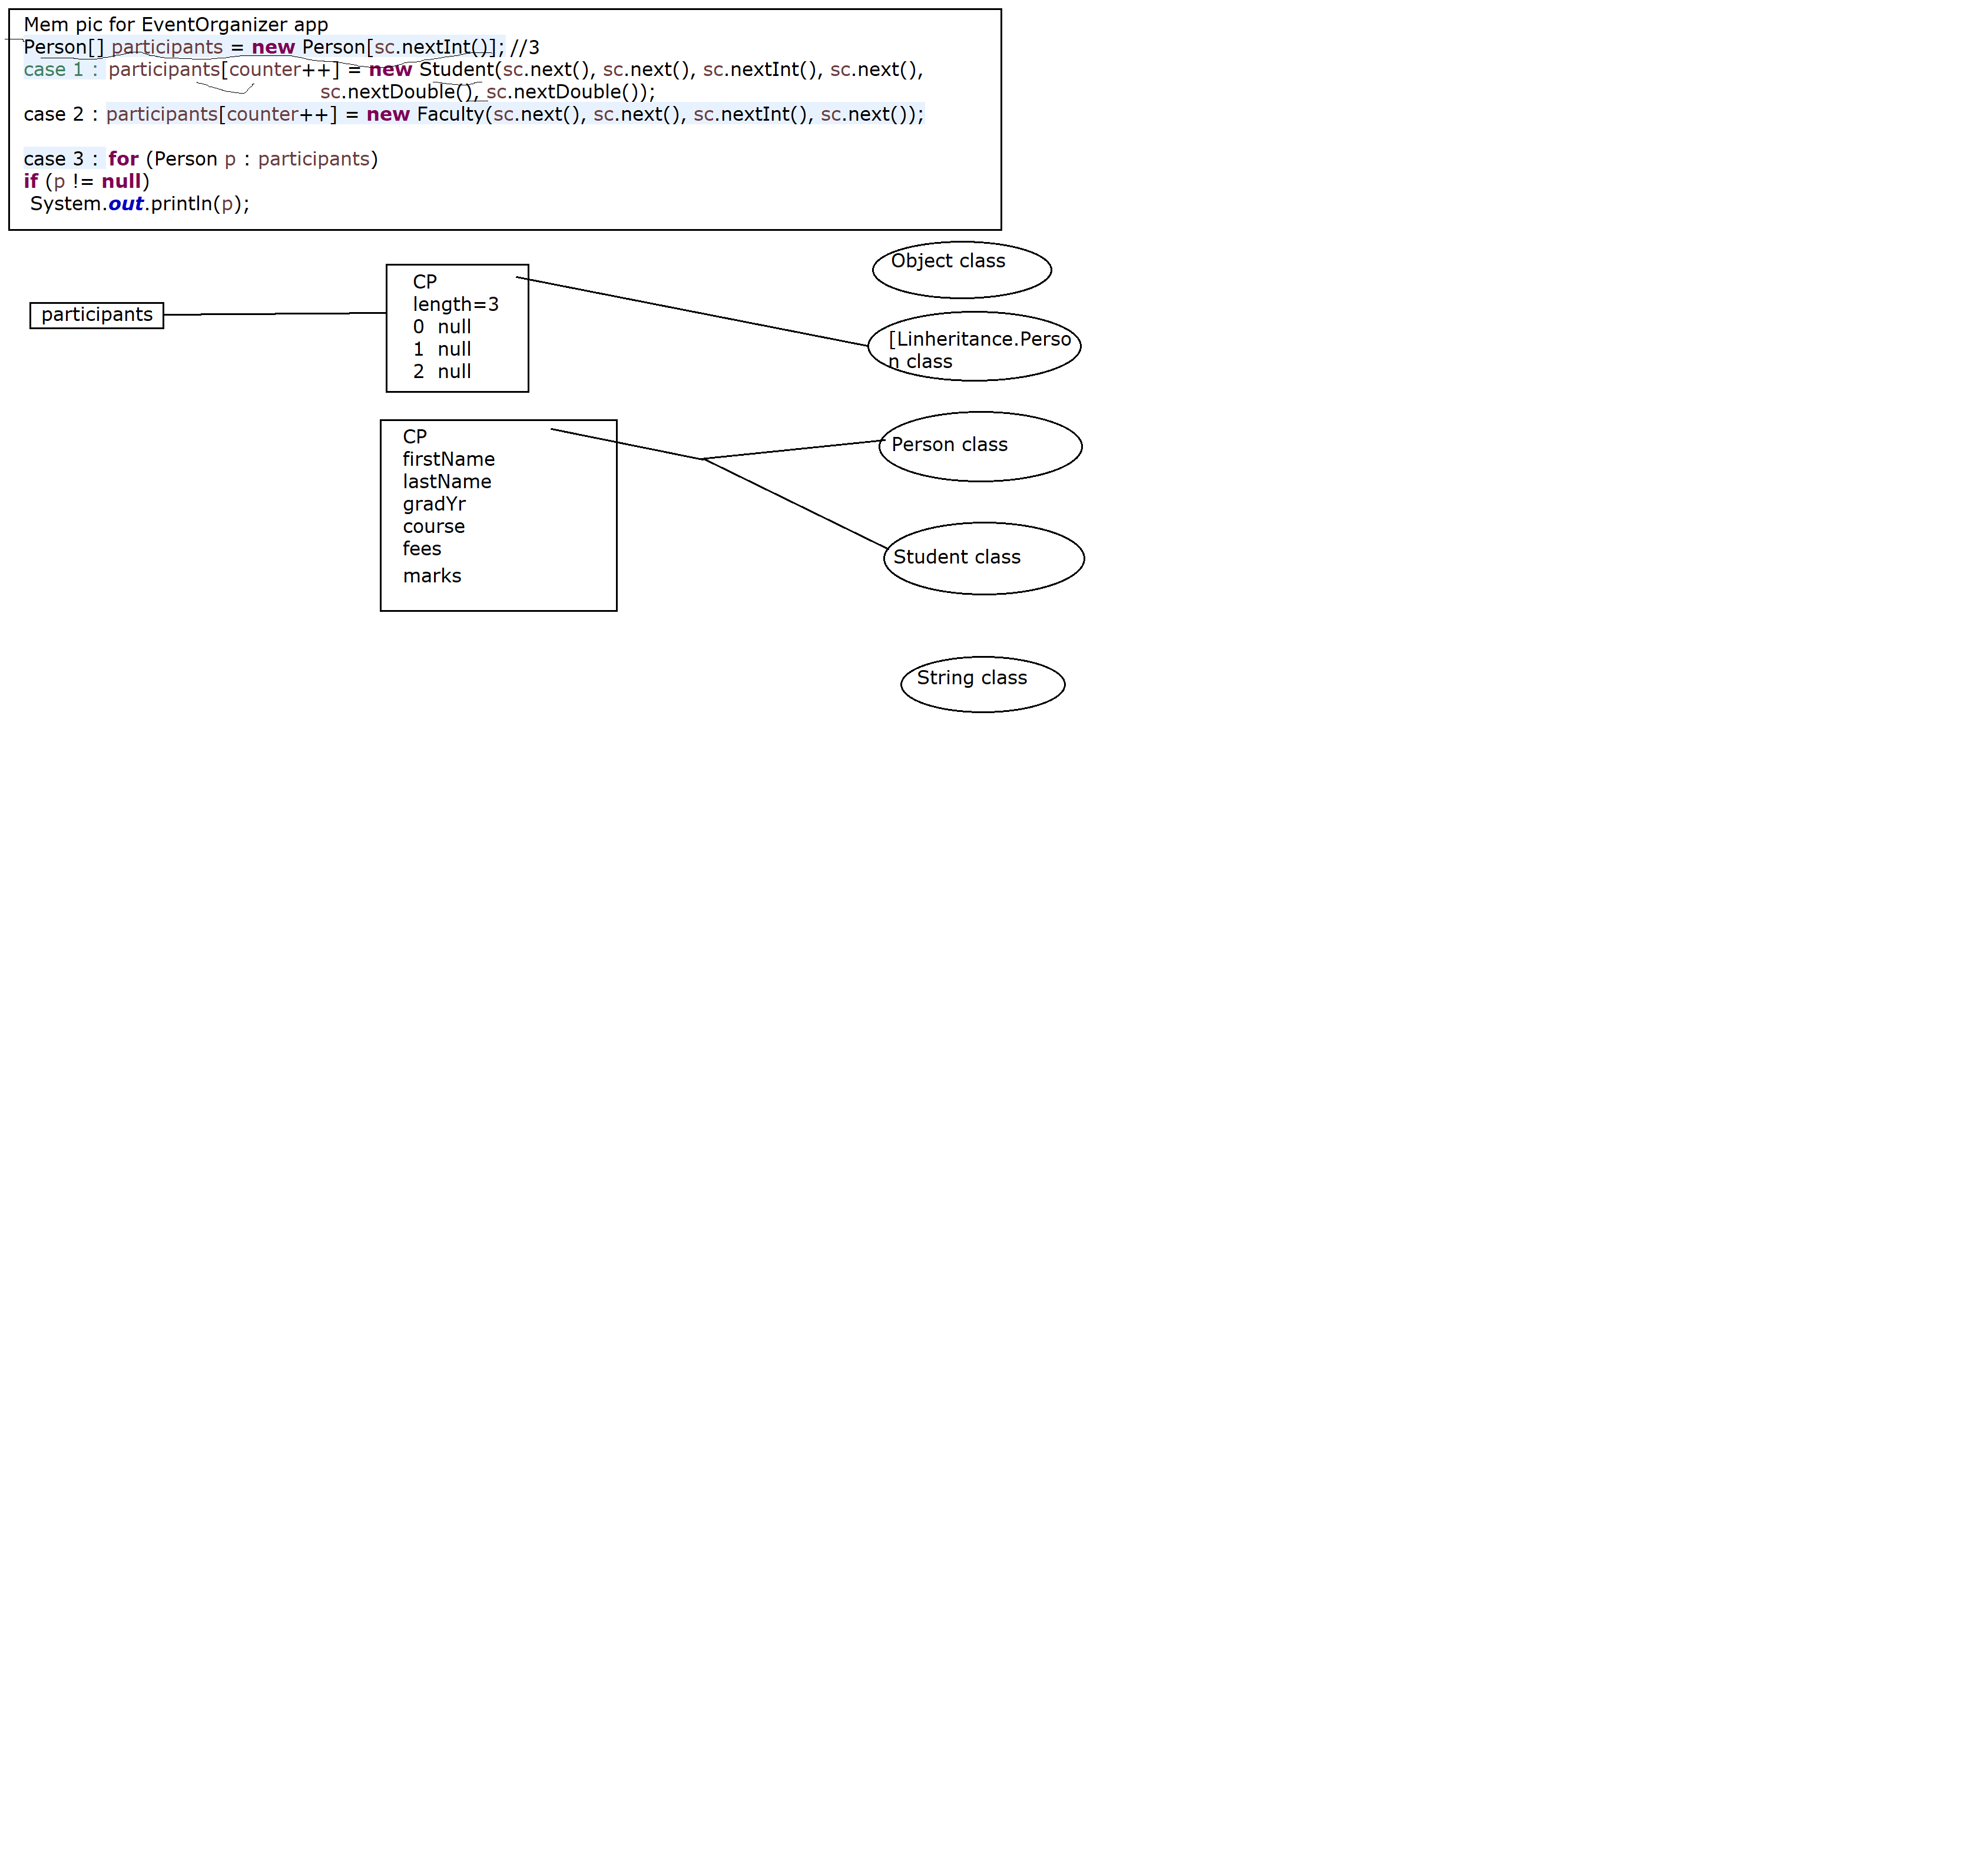 Mem pic for EventOrganizer app
Person[] participants = new Person[sc.nextInt()]; //3
case 1 : participants[counter++] = new Student(sc.next(), sc.next(), sc.nextInt(), sc.next(),
sc.nextDouble(), sc.nextDouble());
case 2 : participants[counter++] = new Faculty(sc.next(), sc.next(), sc.nextInt(), sc.next());
case 3 : for (Person p : participants)
if (p != null)
System.out.println(p);
Object class
participants
CP
length=3
0 null
1 null
2 null
[Linheritance.Perso
n class
CP
firstName
lastName
gradYr
course
fees
marks
Person class
Student class
String class